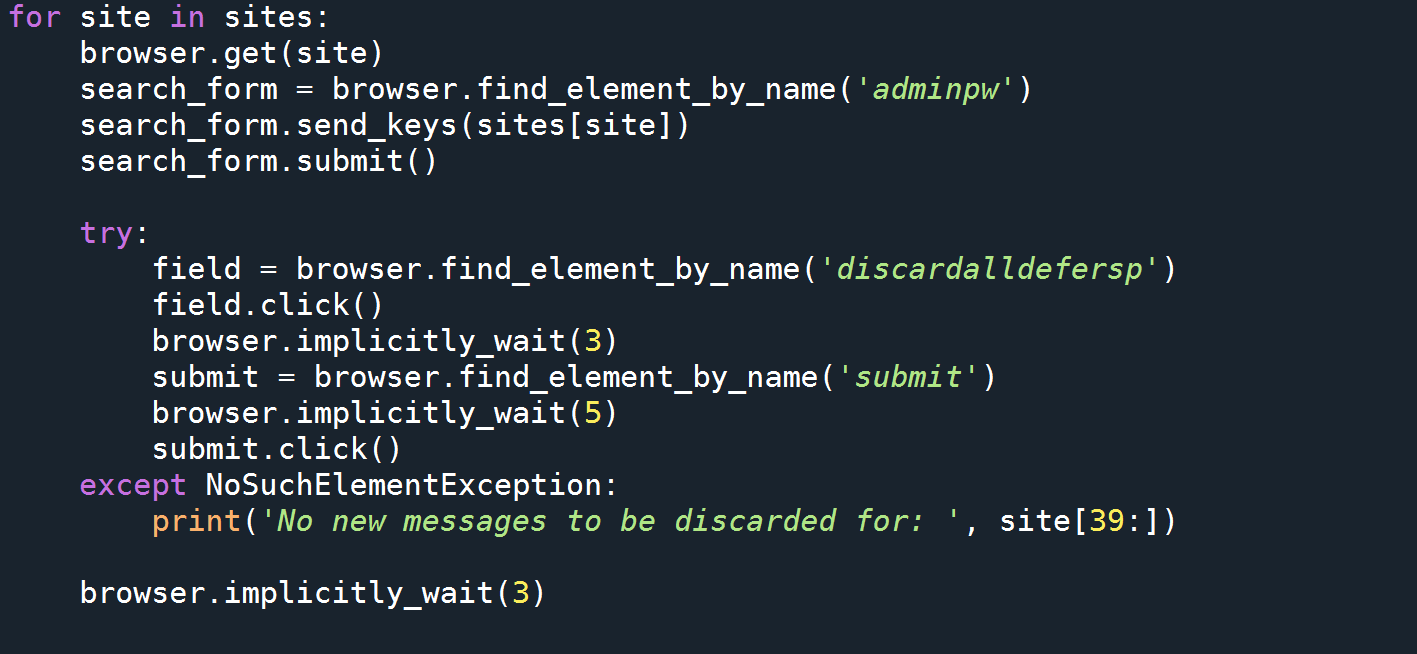 for site in sites:
    browser.get(site)
    search_form = browser.find_element_by_name('adminpw')
    search_form.send_keys(sites[site])
    search_form.submit()

    try:
        field = browser.find_element_by_name('discardalldefersp')
        field.click()
        browser.implicitly_wait(3)
        submit = browser.find_element_by_name('submit')
        browser.implicitly_wait(5)
        submit.click()
    except NoSuchElementException:
        print('No new messages to be discarded for: ', site[39:])

    browser.implicitly_wait(3)